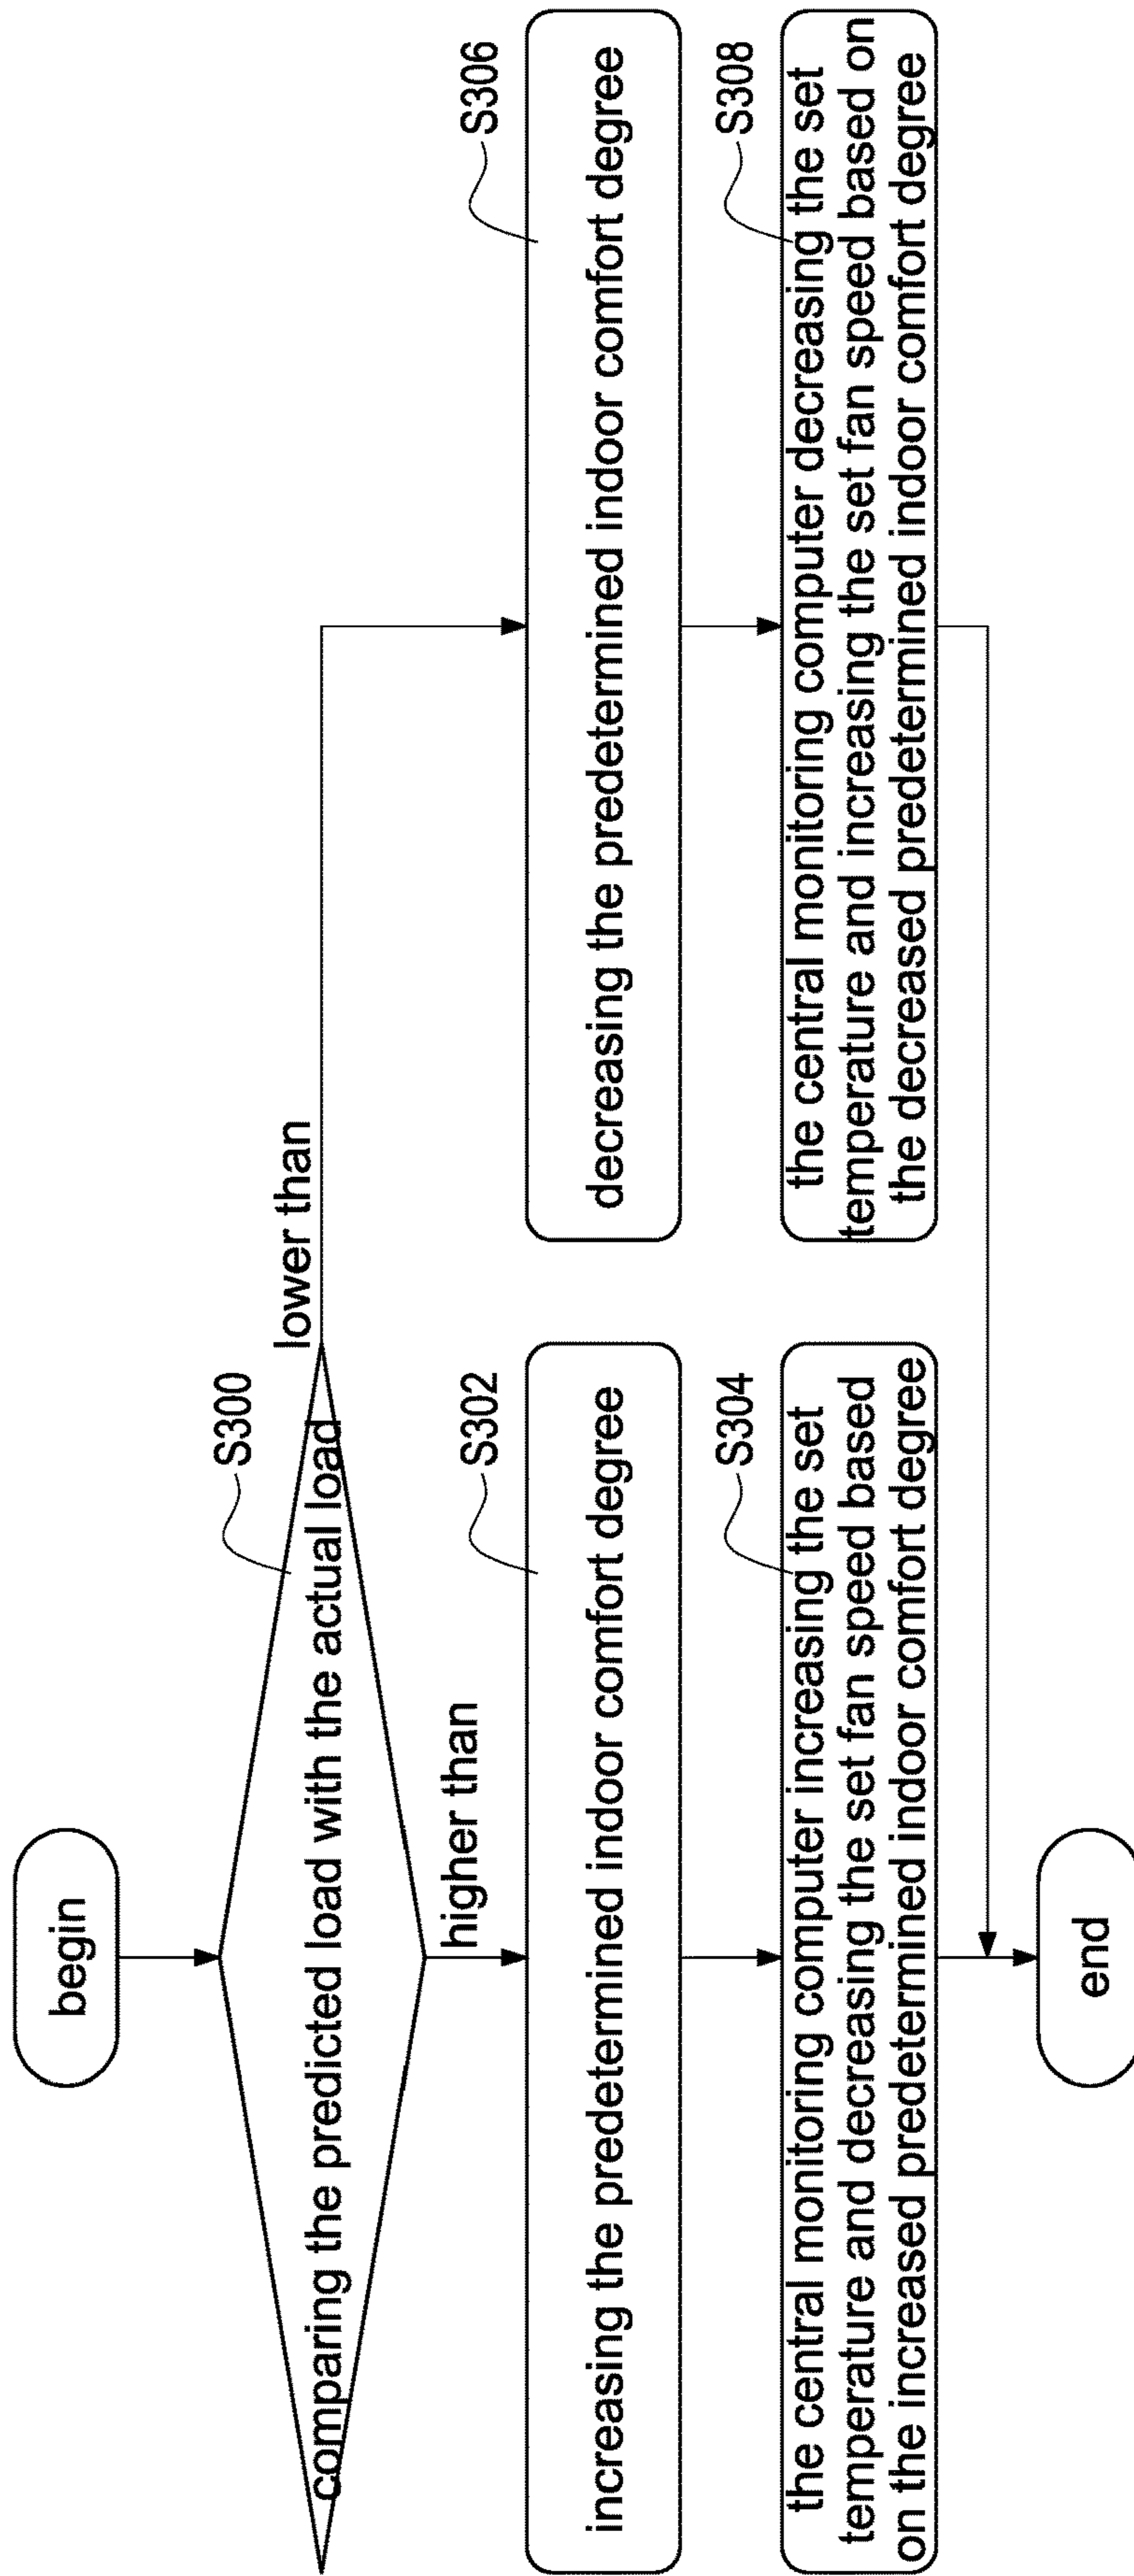 begin
S300
comparing the predicted load with the actual load
lower than
higher than
S302
increasing the predetermined indoor comfort degree
S306
decreasing the predetermined indoor comfort degree
S304
the central monitoring computer increasing the set
temperature and decreasing the set fan speed based
on the increased predetermined indoor comfort degree
S308
the central monitoring computer decreasing the set
temperature and increasing the set fan speed based on
the decreased predetermined indoor comfort degree
end